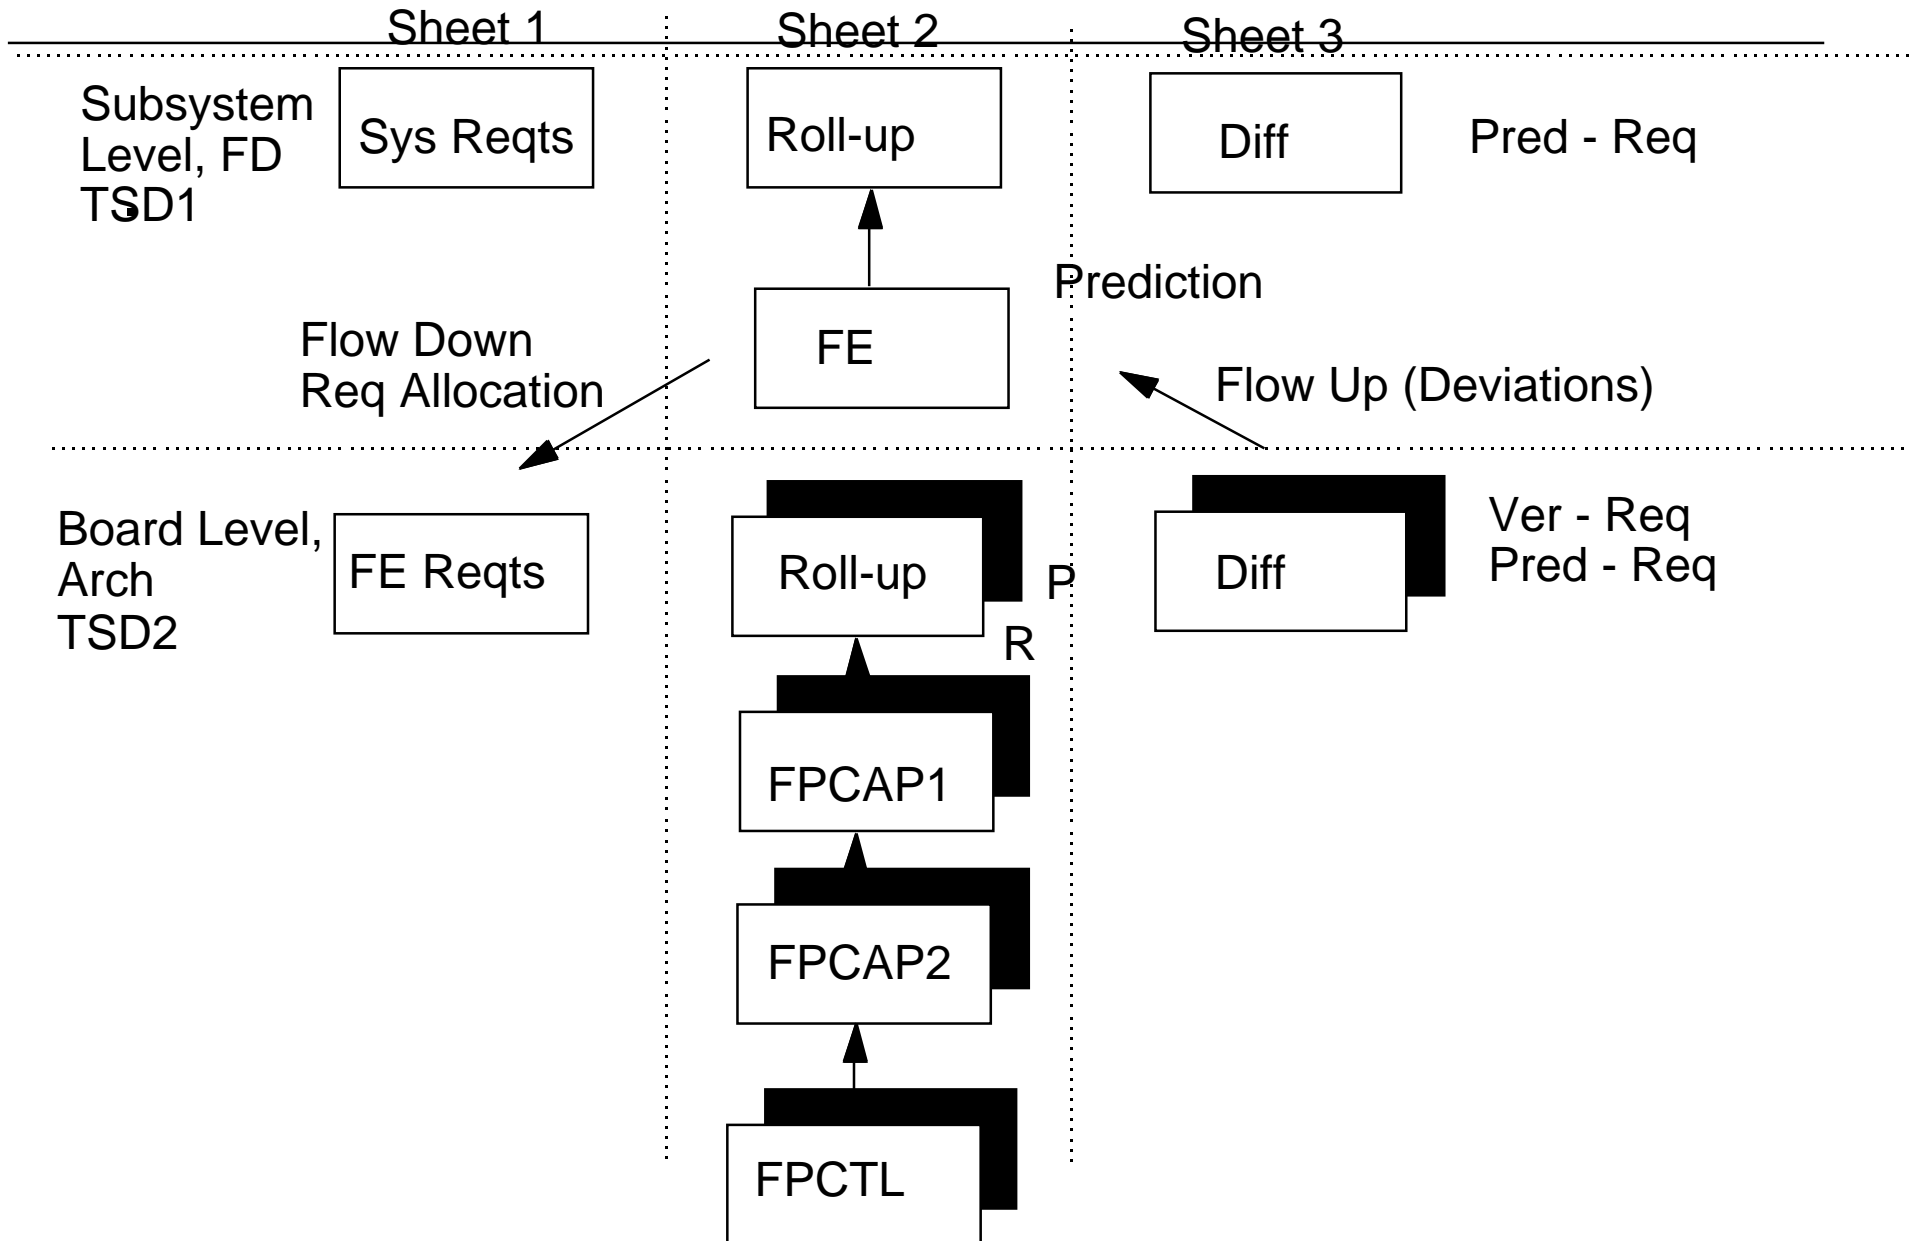 Sheet 1
Sheet 2
Sheet 3
Subsystem
Level, FD
TSD1
Sys Reqts
Roll-up
Diff
Pred - Req
Prediction
FE
Flow Down
Req Allocation
Flow Up (Deviations)
Board Level,
Arch
TSD2
FE Reqts
Roll-up
P
R
Diff
Ver - Req
Pred - Req
FPCAP1
FPCAP2
FPCTL